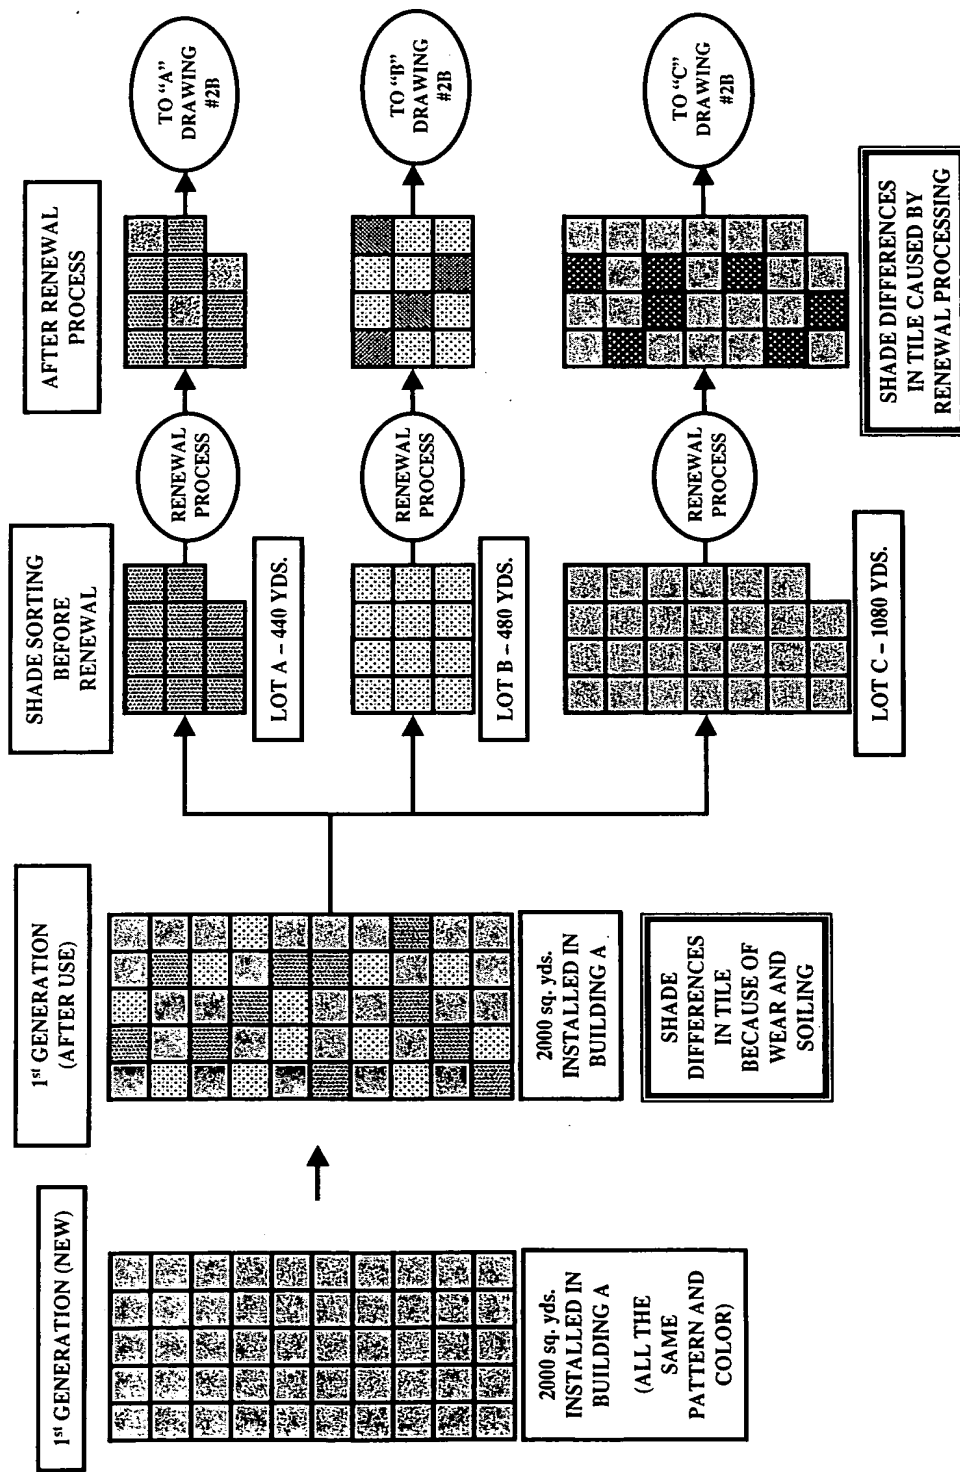 1st GENERATION (NEW)
2000 sq. yds.
INSTALLED IN
BUILDING A
(ALL THE
SAME
PATTERN AND
COLOR)
1st GENERATION
(AFTER USE)
2000 sq. yds.
INSTALLED IN
BUILDING A
SHADE
DIFFERENCES
IN TILE
BECAUSE OF
WEAR AND
SOILING
SHADE SORTING
BEFORE
RENEWAL
LOT A – 440 YDS.
LOT B – 480 YDS.
LOT C – 1080 YDS.
RENEWAL
PROCESS
RENEWAL
PROCESS
RENEWAL
PROCESS
AFTER RENEWAL
PROCESS
SHADE DIFFERENCES
IN TILE CAUSED BY
RENEWAL PROCESSING
TO “A”
DRAWING
#2B
TO “B”
DRAWING
#2B
TO “C”
DRAWING
#2B